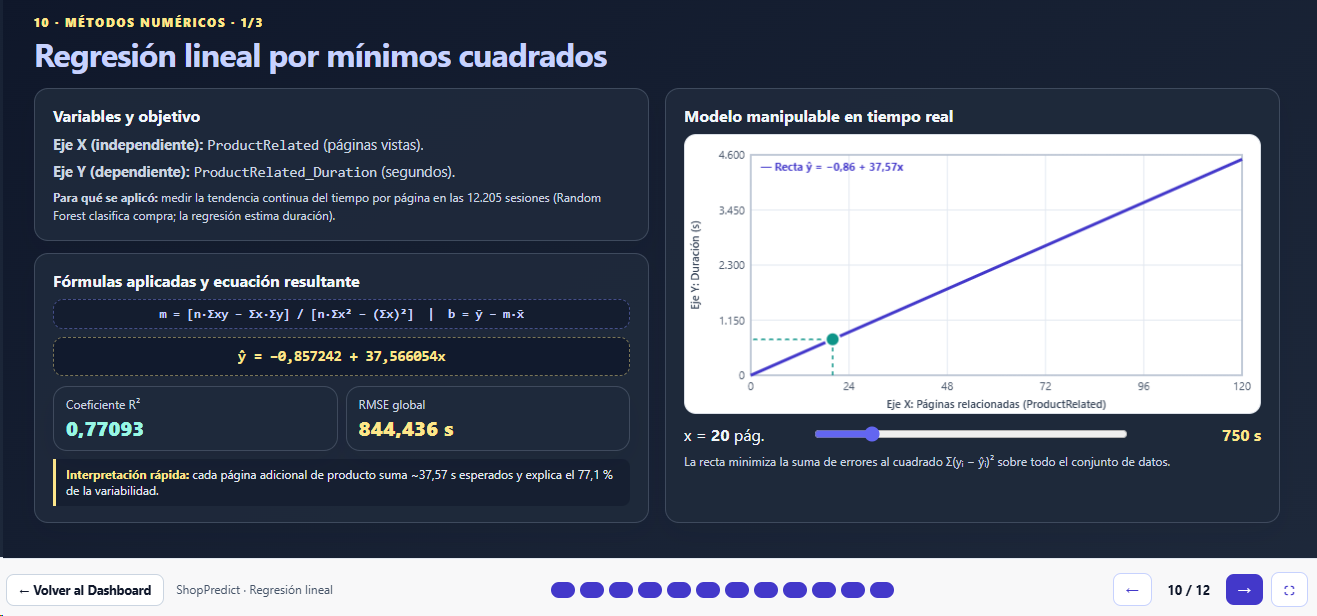 10 · MÉTODOS NUMÉRICOS · 1/3
Regresión lineal por mínimos cuadrados
Variables y objetivo
Eje X (independiente): ProductRelated (páginas vistas).
Eje Y (dependiente): ProductRelated_Duration (segundos).
Para qué se aplicó: medir la tendencia continua del tiempo por página en las 12.205 sesiones (Random
Forest clasifica compra; la regresión estima duración).
Fórmulas aplicadas y ecuación resultante
m = [n·Σxy − Σx·Σy] / [n·Σx² − (Σx)²] | b = ȳ − m·x̄
ŷ = −0,857242 + 37,566054x
Coeficiente R²
0,77093
RMSE global
844,436 s
Interpretación rápida: cada página adicional de producto suma ~37,57 s esperados y explica el 77,1 %
de la variabilidad.
Modelo manipulable en tiempo real
— Recta ŷ = −0,86 + 37,57x
4.600
3.450
2.300
1.150
0
Eje Y: Duración (s)
0 24 48 72 96 120
Eje X: Páginas relacionadas (ProductRelated)
x = 20 pág.
750 s
La recta minimiza la suma de errores al cuadrado Σ(yᵢ − ŷᵢ)² sobre todo el conjunto de datos.
← Volver al Dashboard
ShopPredict · Regresión lineal
← 10 / 12 →